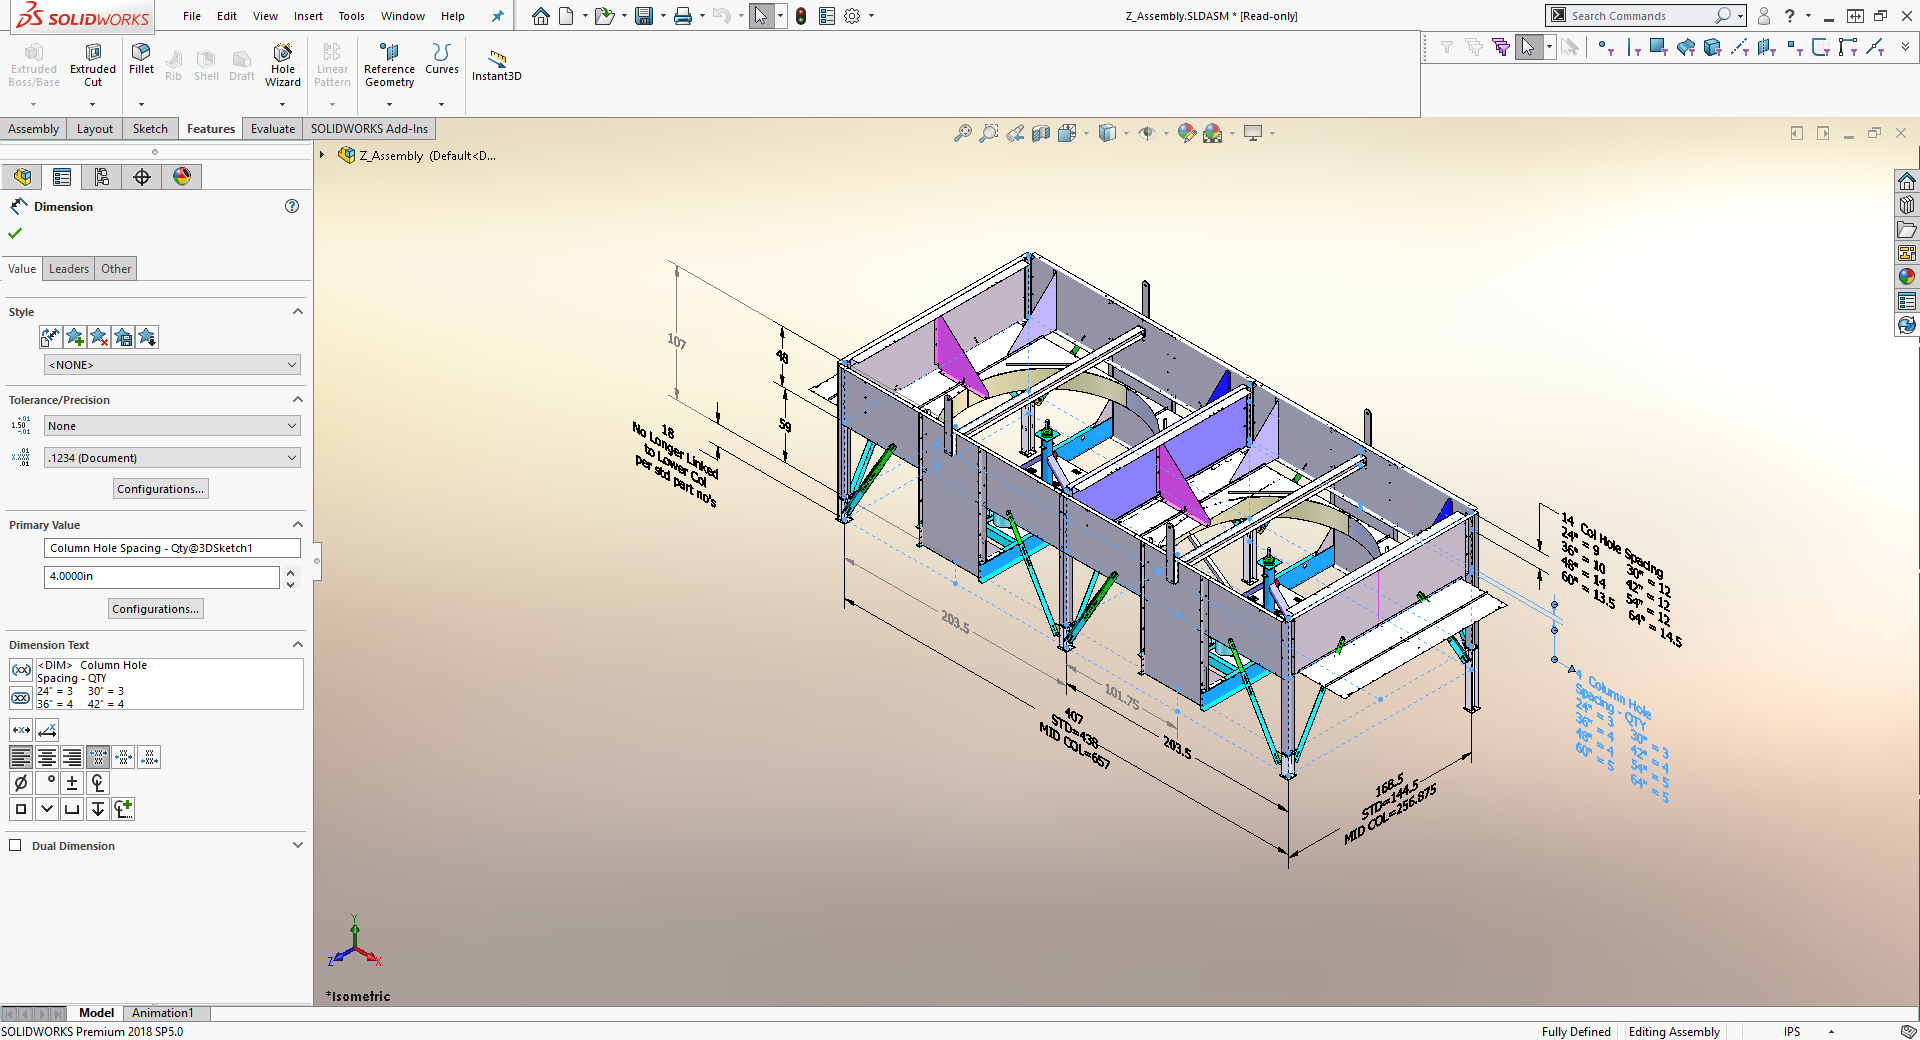 SOLIDWORKS
File Edit View Insert Tools Window Help
Z_Assembly.SLDASM * [Read-only]
Search Commands
Extruded Boss/Base
Extruded Cut
Fillet
Rib
Shell
Draft
Hole Wizard
Linear Pattern
Reference Geometry
Curves
Instant3D
Assembly Layout Sketch Features Evaluate SOLIDWORKS Add-Ins
Z_Assembly (Default<D...
Dimension
Value Leaders Other
Style
<NONE>
Tolerance/Precision
None
.1234 (Document)
Configurations...
Primary Value
Column Hole Spacing - Qty@3DSketch1
4.0000in
Configurations...
Dimension Text
<DIM> Column Hole
Spacing - QTY
24" = 3 30" = 3
36" = 4 42" = 4
Dual Dimension
107
48
59
18
No Longer Linked
to Lower Col
per std part no's
203.5
101.75
203.5
407
STD=438
MID COL=657
168.5
STD=144.5
MID COL=256.875
14 Col Hole Spacing
24" = 9 30" = 12
36" = 10 42" = 12
48" = 14 54" = 12
60" = 13.5 64" = 14.5
4 Column Hole
Spacing - QTY
24" = 3 30" = 3
36" = 4 42" = 4
48" = 4 54" = 5
60" = 5 64" = 5
Y
Z
X
*Isometric
Model Animation1
SOLIDWORKS Premium 2018 SP5.0
Fully Defined Editing Assembly IPS